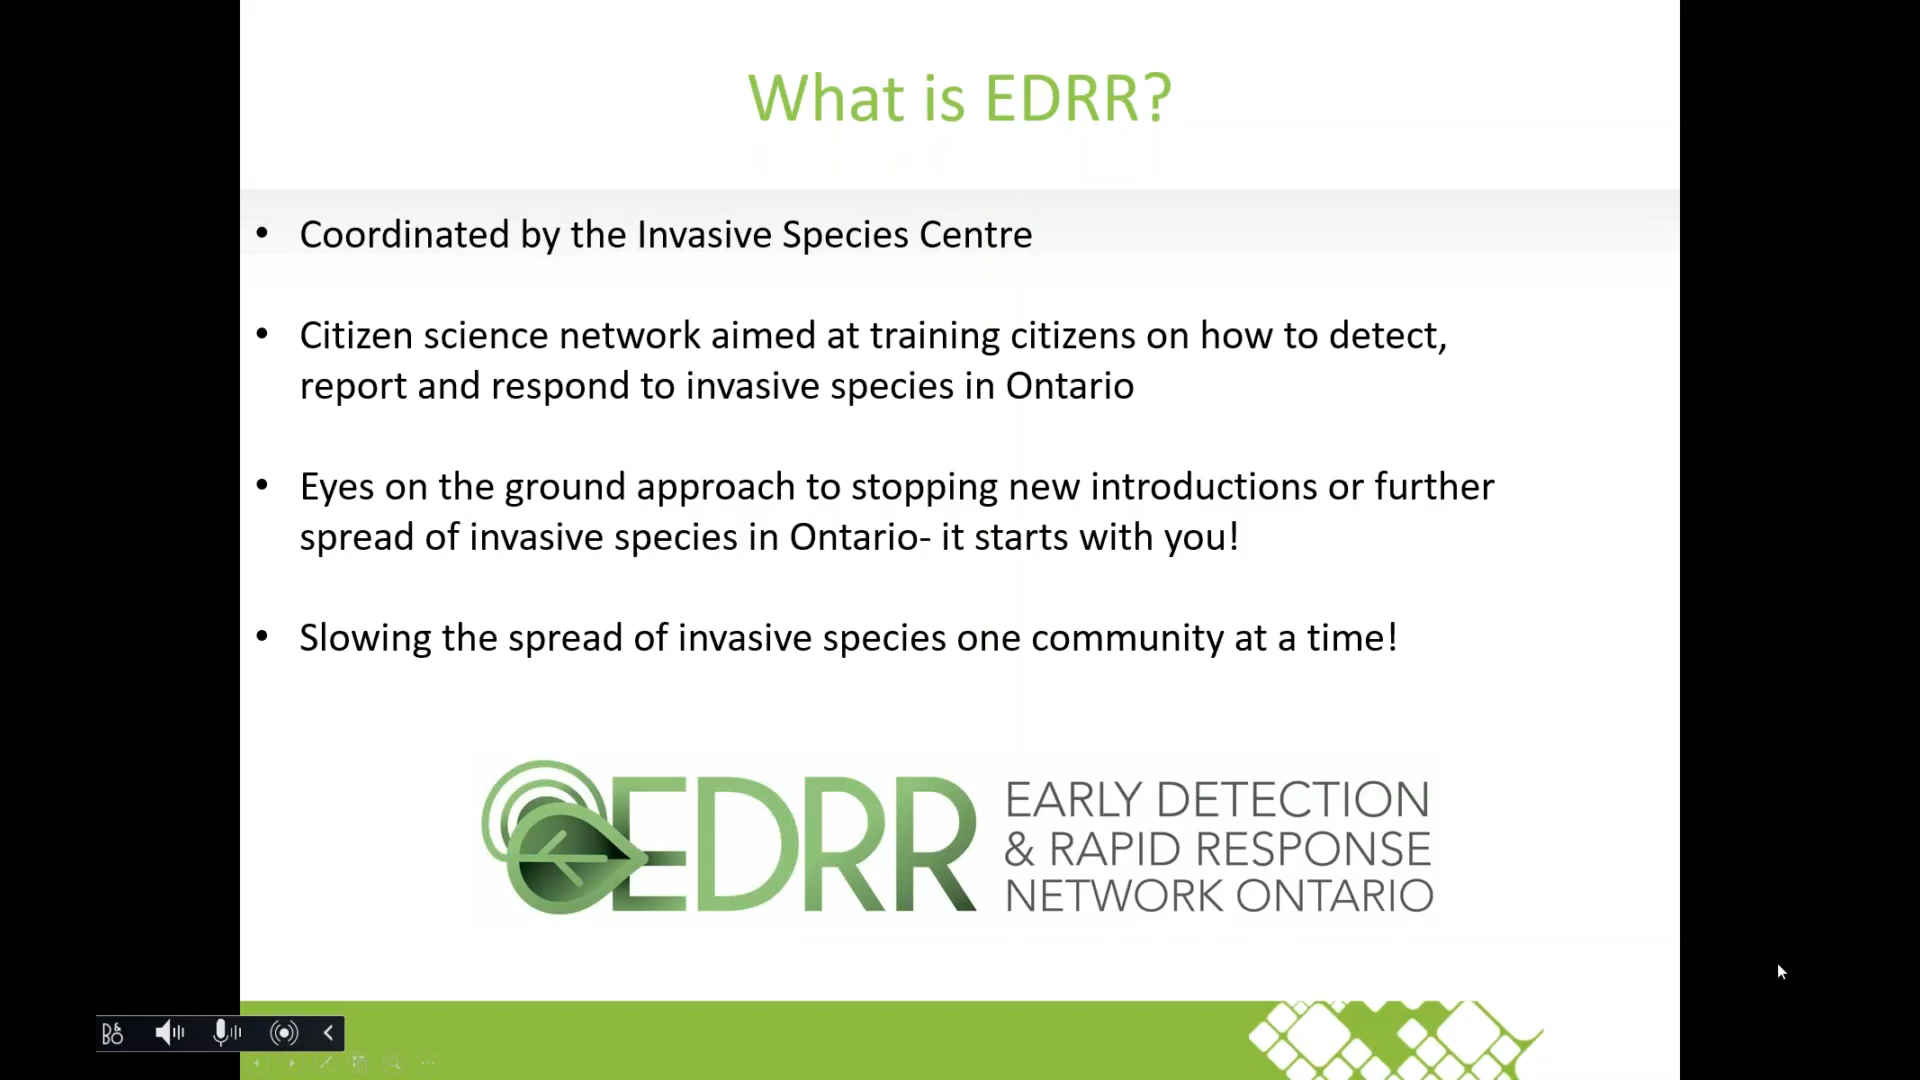 What is EDRR?
• Coordinated by the Invasive Species Centre
• Citizen science network aimed at training citizens on how to detect,
report and respond to invasive species in Ontario
• Eyes on the ground approach to stopping new introductions or further
spread of invasive species in Ontario- it starts with you!
• Slowing the spread of invasive species one community at a time!
EDRR
EARLY DETECTION
& RAPID RESPONSE
NETWORK ONTARIO
B&O